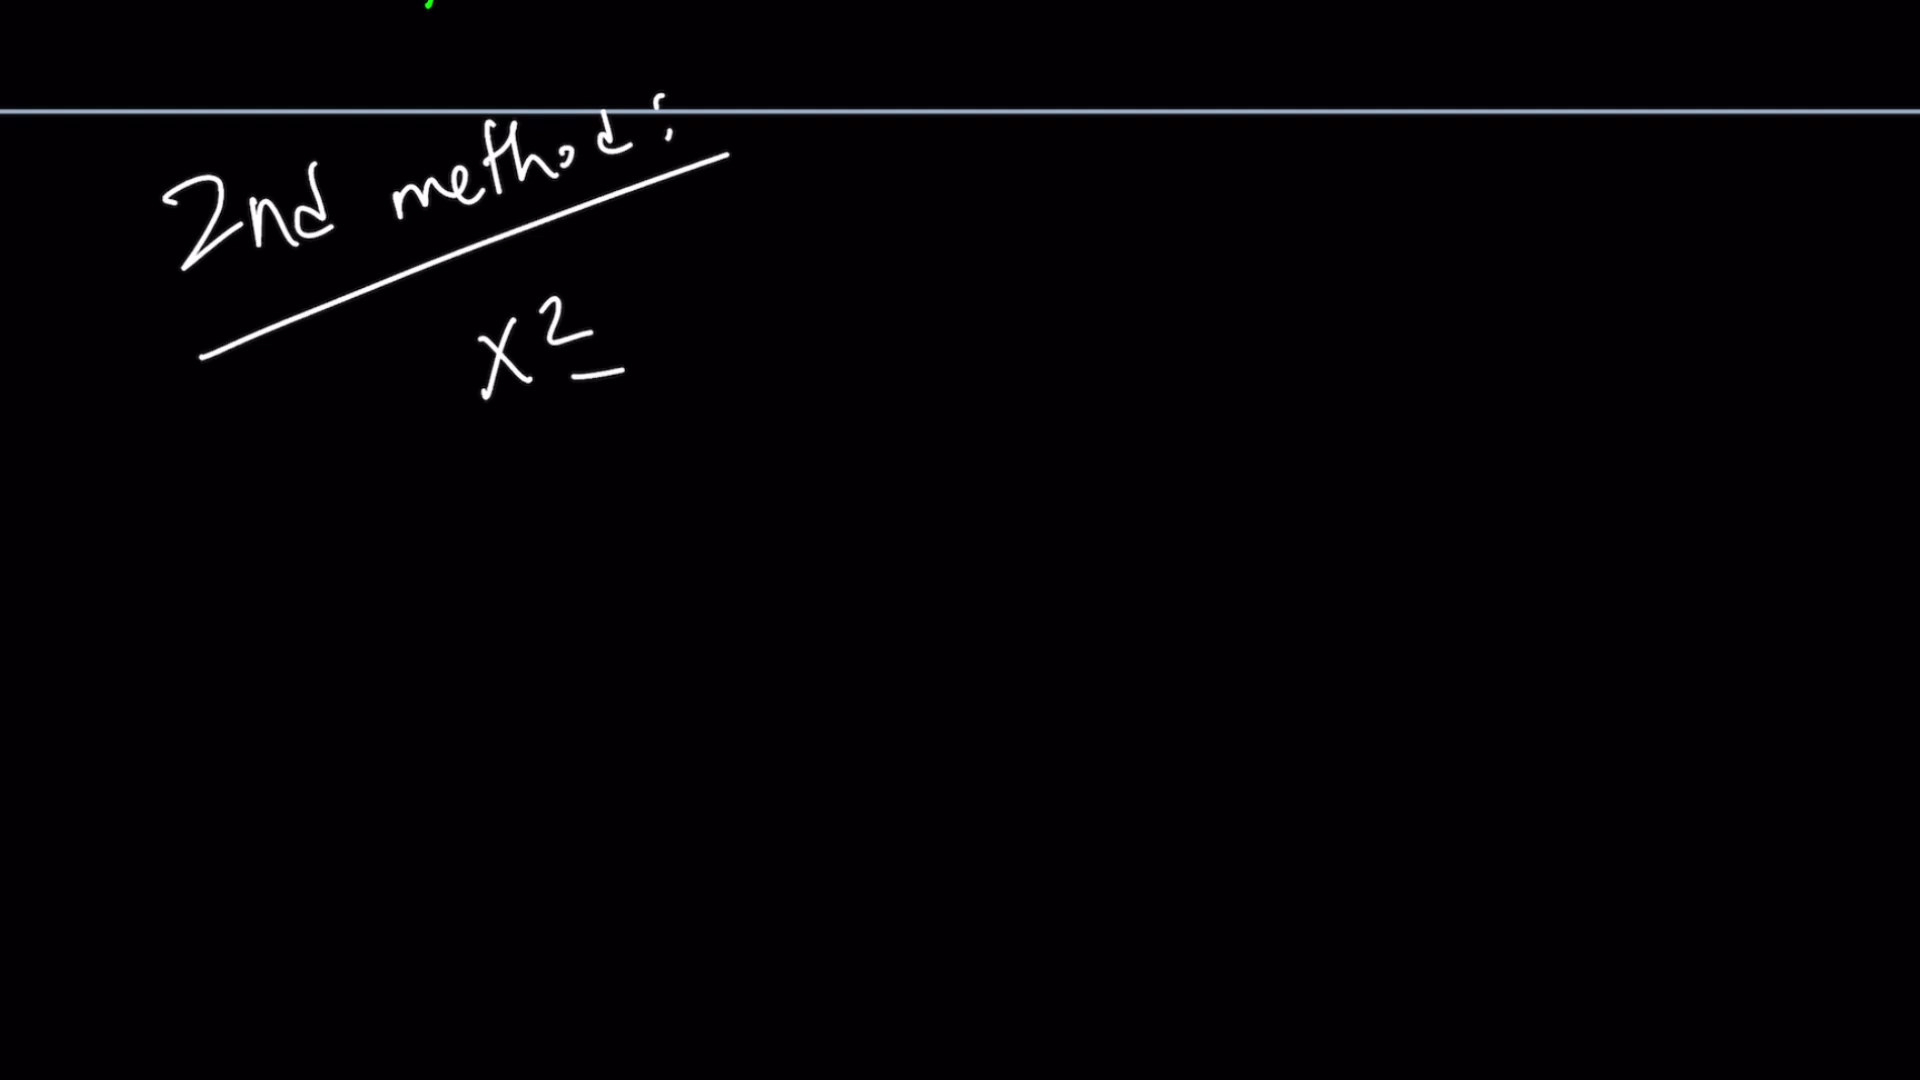 2nd method:
x² -